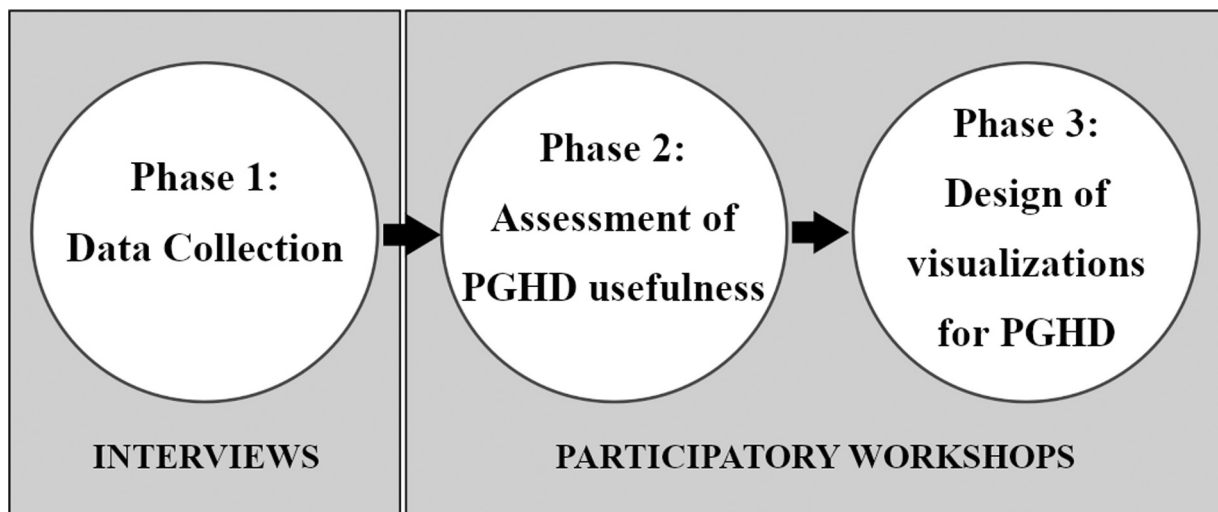 Phase 1:
Data Collection
INTERVIEWS
Phase 2:
Assessment of
PGHD usefulness
Phase 3:
Design of
visualizations
for PGHD
PARTICIPATORY WORKSHOPS